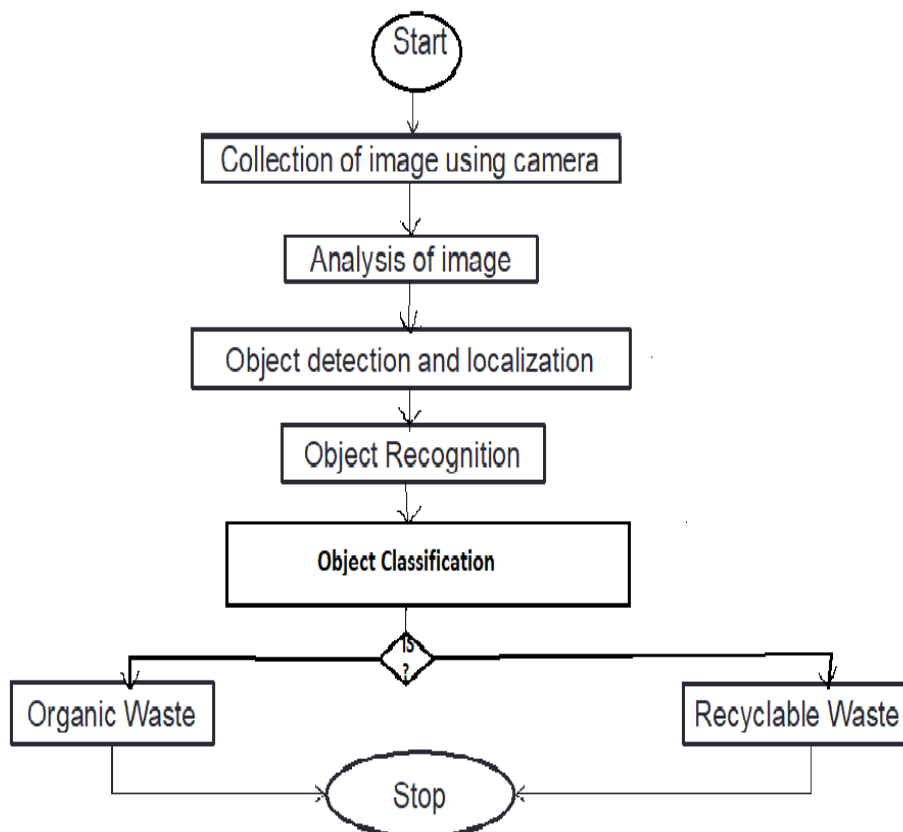 Start
Collection of image using camera
Analysis of image
Object detection and localization
Object Recognition
Object Classification
IS
?
Organic Waste
Recyclable Waste
Stop